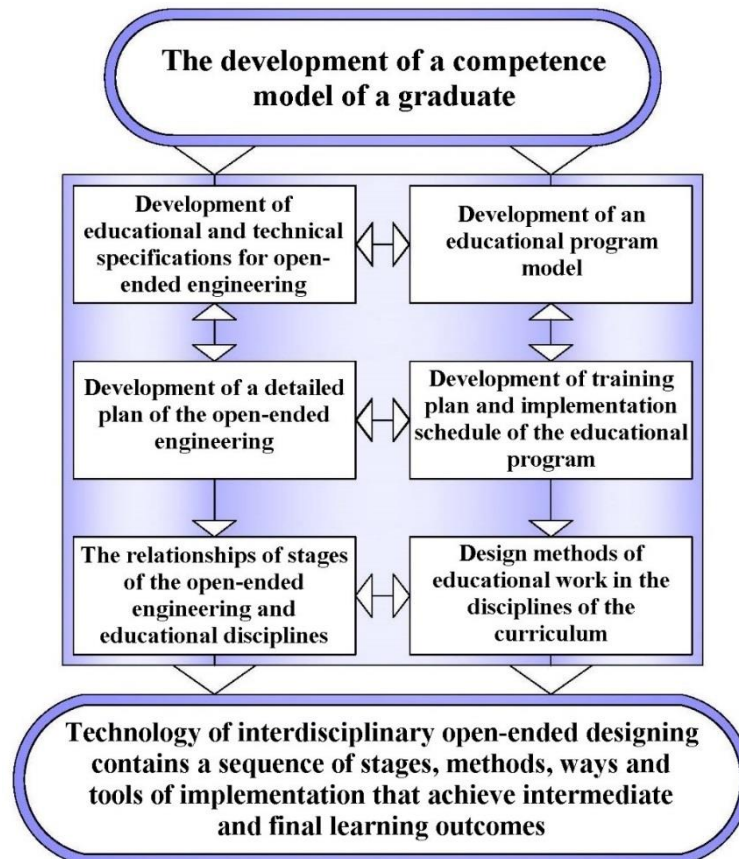 The development of a competence
model of a graduate
Development of
educational and technical
specifications for open-
ended engineering
Development of an
educational program
model
Development of a detailed
plan of the open-ended
engineering
Development of training
plan and implementation
schedule of the educational
program
The relationships of stages
of the open-ended
engineering and
educational disciplines
Design methods of
educational work in the
disciplines of the
curriculum
Technology of interdisciplinary open-ended designing
contains a sequence of stages, methods, ways and
tools of implementation that achieve intermediate
and final learning outcomes